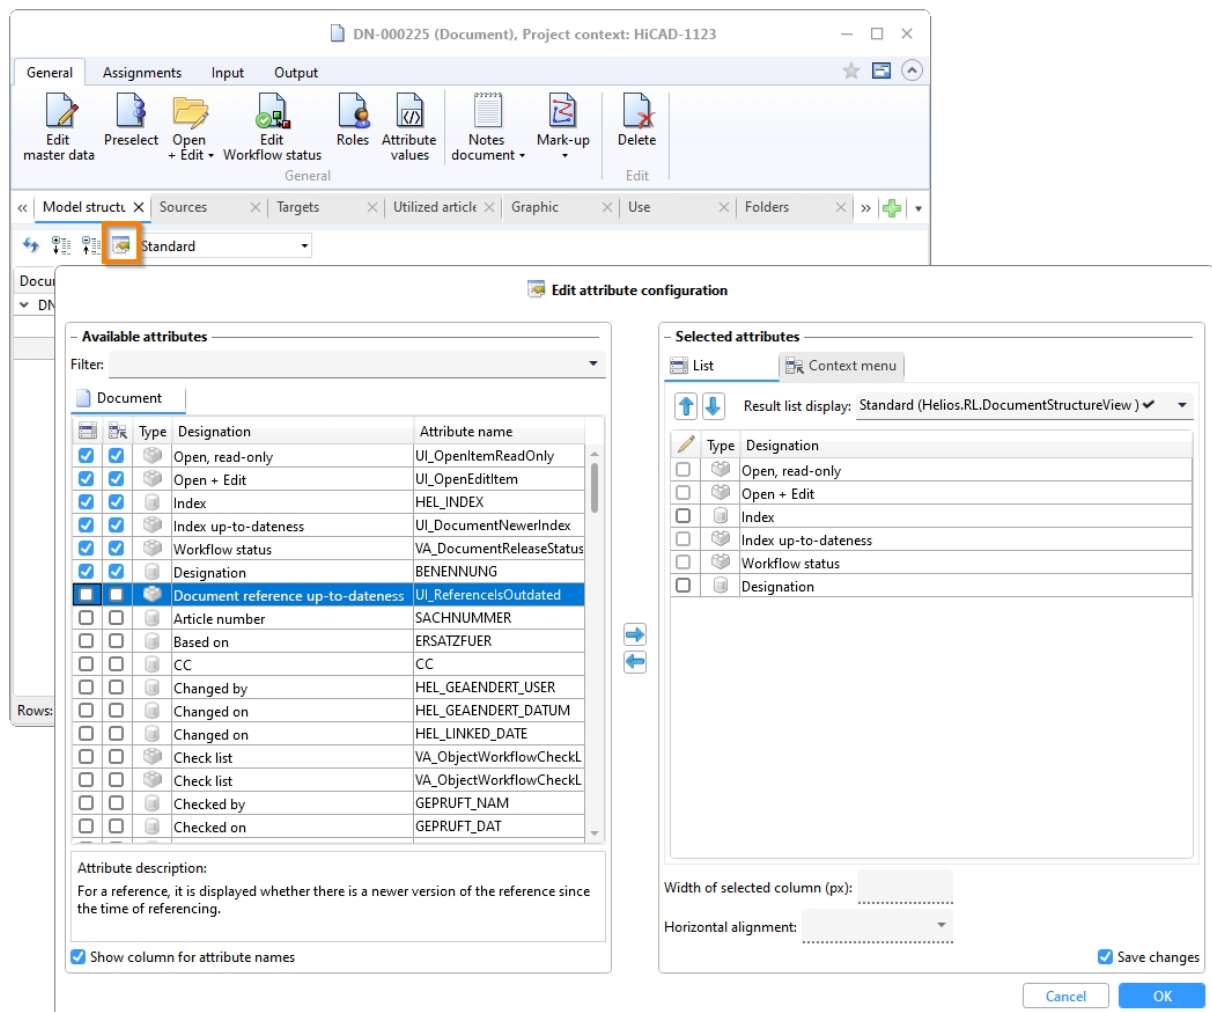 DN-000225 (Document), Project context: HiCAD-1123
General Assignments Input Output
Edit master data
Preselect
Open + Edit
Edit Workflow status
Roles
Attribute values
Notes document
Mark-up
Delete
General
Edit
« Model structu Sources Targets Utilized article Graphic Use Folders »
Standard
Docu
DN
Rows:
Edit attribute configuration
Available attributes
Filter:
Document
Type Designation Attribute name
Open, read-only UI_OpenItemReadOnly
Open + Edit UI_OpenEditItem
Index HEL_INDEX
Index up-to-dateness UI_DocumentNewerIndex
Workflow status VA_DocumentReleaseStatus
Designation BENENNUNG
Document reference up-to-dateness UI_ReferenceIsOutdated
Article number SACHNUMMER
Based on ERSATZFUER
CC CC
Changed by HEL_GEAENDERT_USER
Changed on HEL_GEAENDERT_DATUM
Changed on HEL_LINKED_DATE
Check list VA_ObjectWorkflowCheckL
Check list VA_ObjectWorkflowCheckL
Checked by GEPRUFT_NAM
Checked on GEPRUFT_DAT
Attribute description:
For a reference, it is displayed whether there is a newer version of the reference since
the time of referencing.
Show column for attribute names
Selected attributes
List Context menu
Result list display: Standard (Helios.RL.DocumentStructureView )
Type Designation
Open, read-only
Open + Edit
Index
Index up-to-dateness
Workflow status
Designation
Width of selected column (px):
Horizontal alignment:
Save changes
Cancel OK